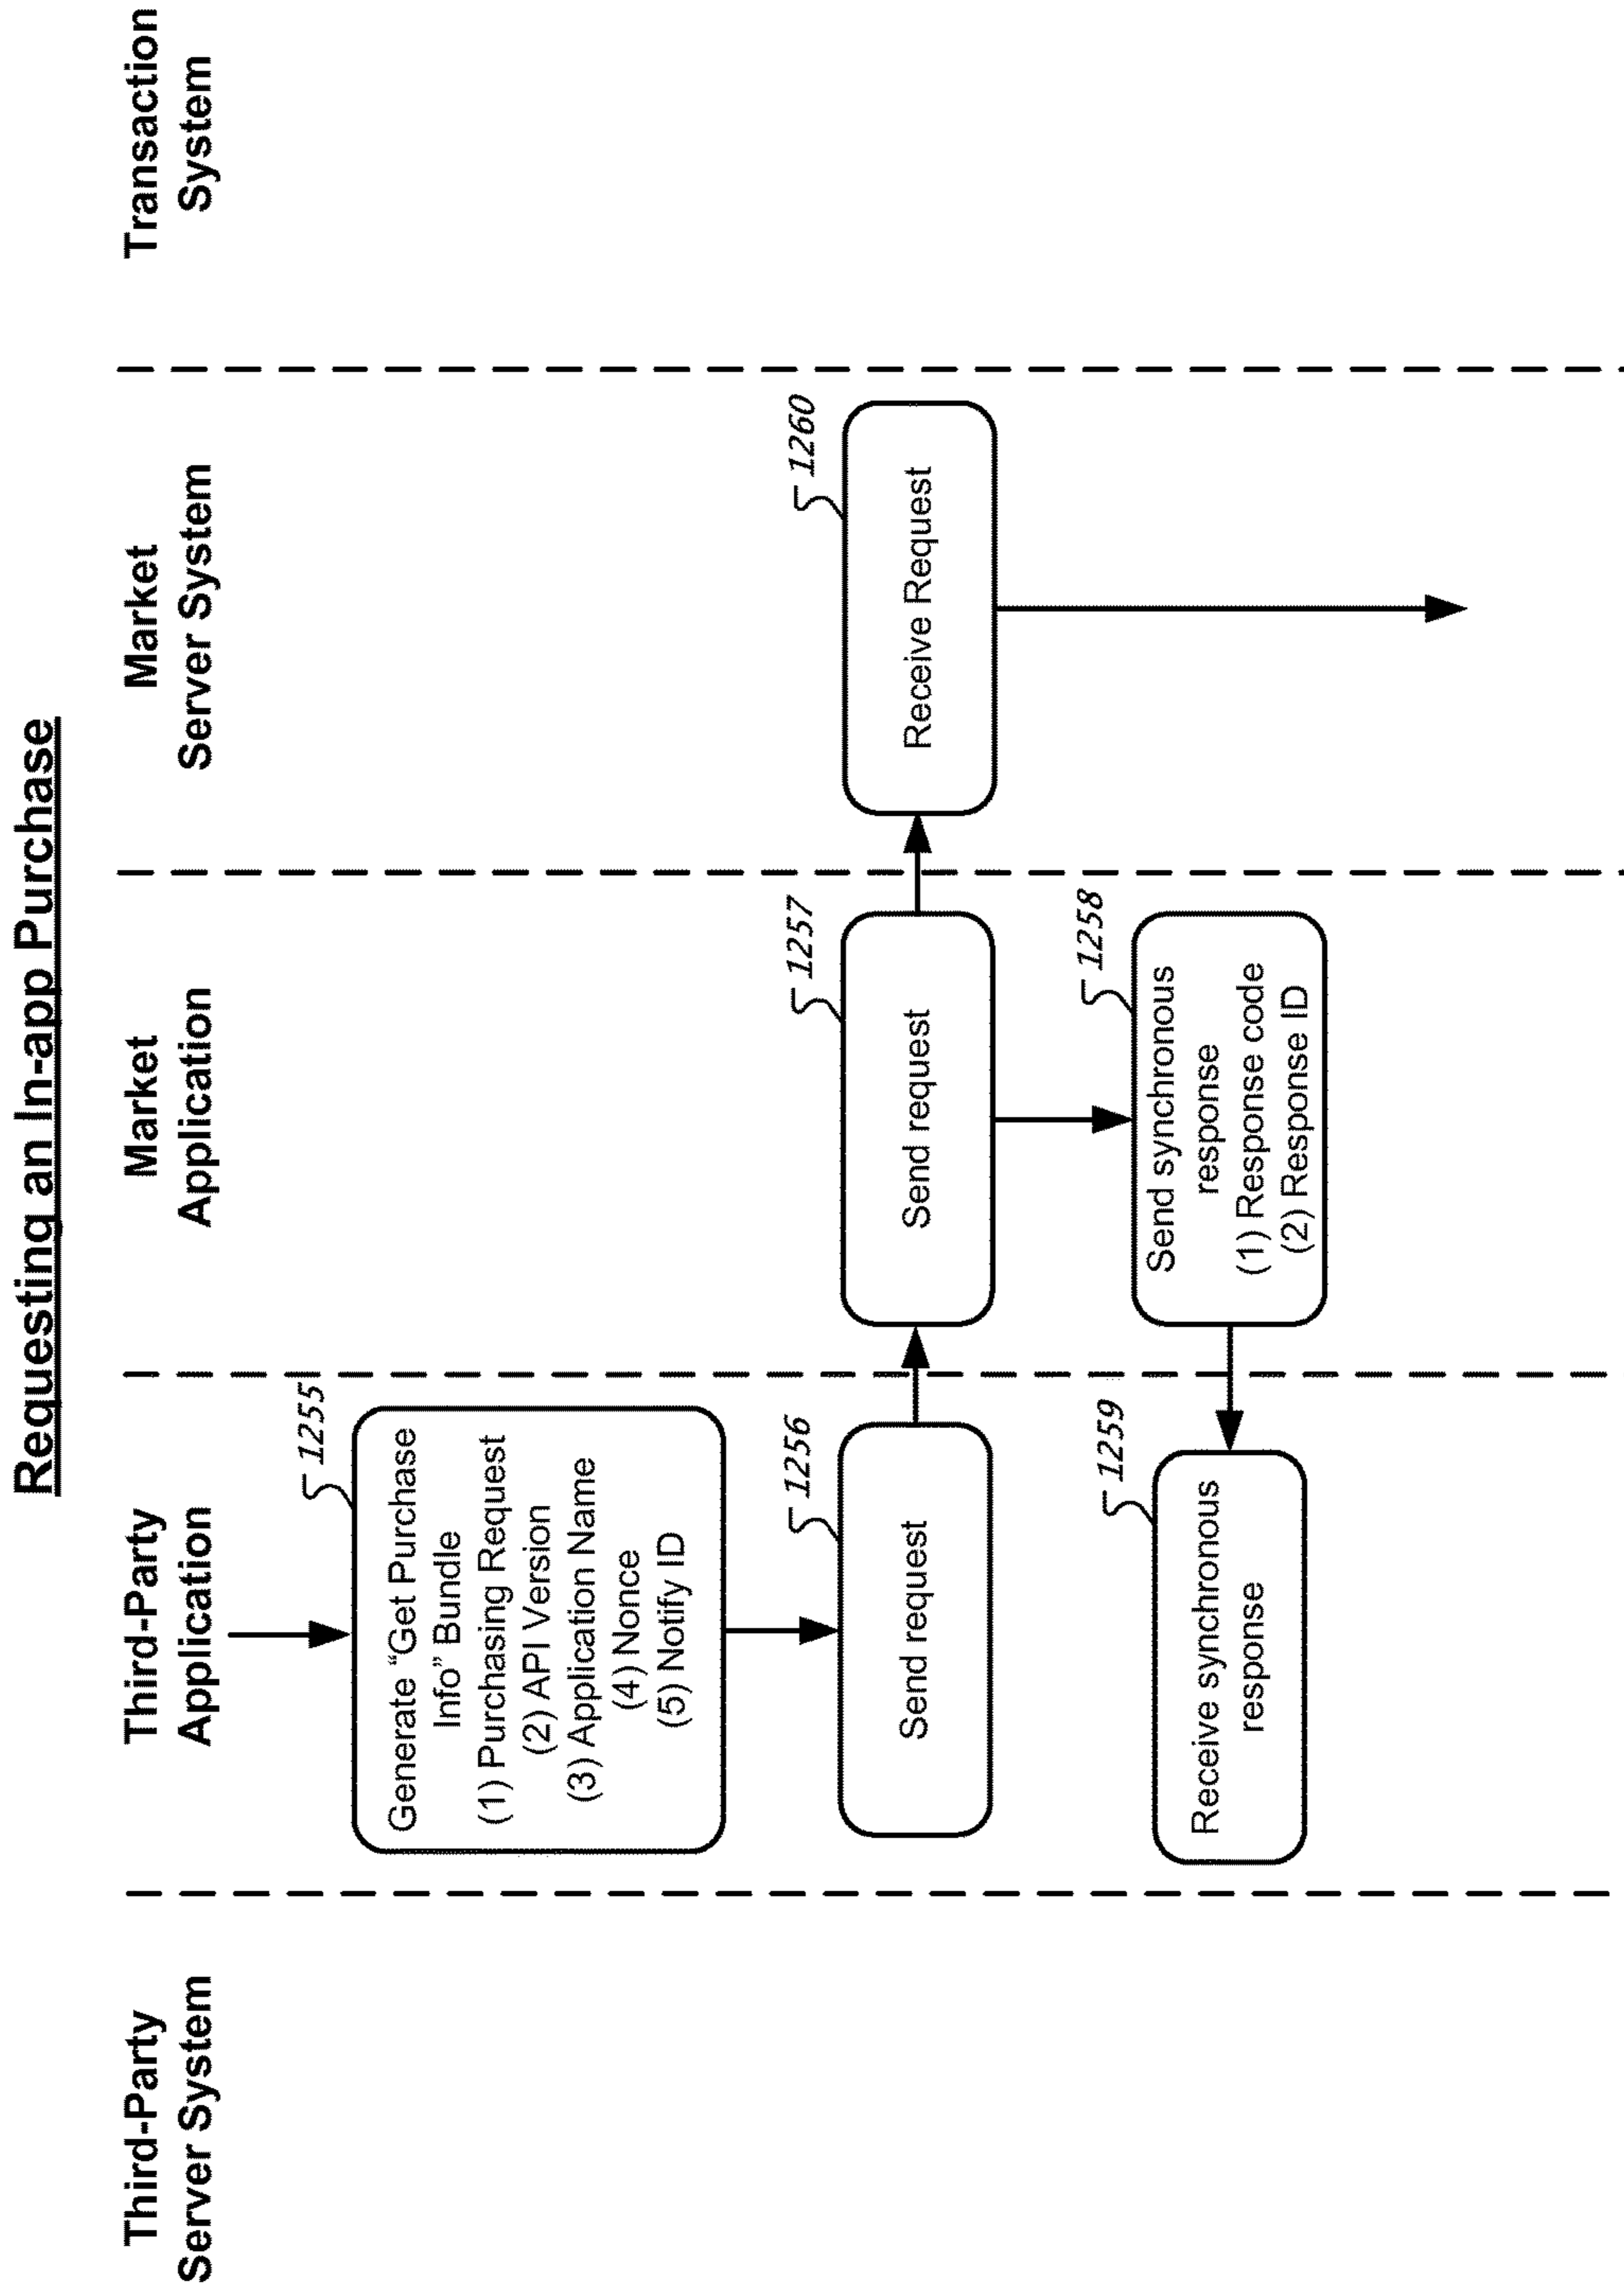 Requesting an In-app Purchase
Third-Party
Server System
Third-Party
Application
Market
Application
Market
Server System
Transaction
System
1255
Generate “Get Purchase
Info” Bundle
(1) Purchasing Request
(2) API Version
(3) Application Name
(4) Nonce
(5) Notify ID
1256
Send request
1257
Send request
1260
Receive Request
1258
Send synchronous
response
(1) Response code
(2) Response ID
1259
Receive synchronous
response